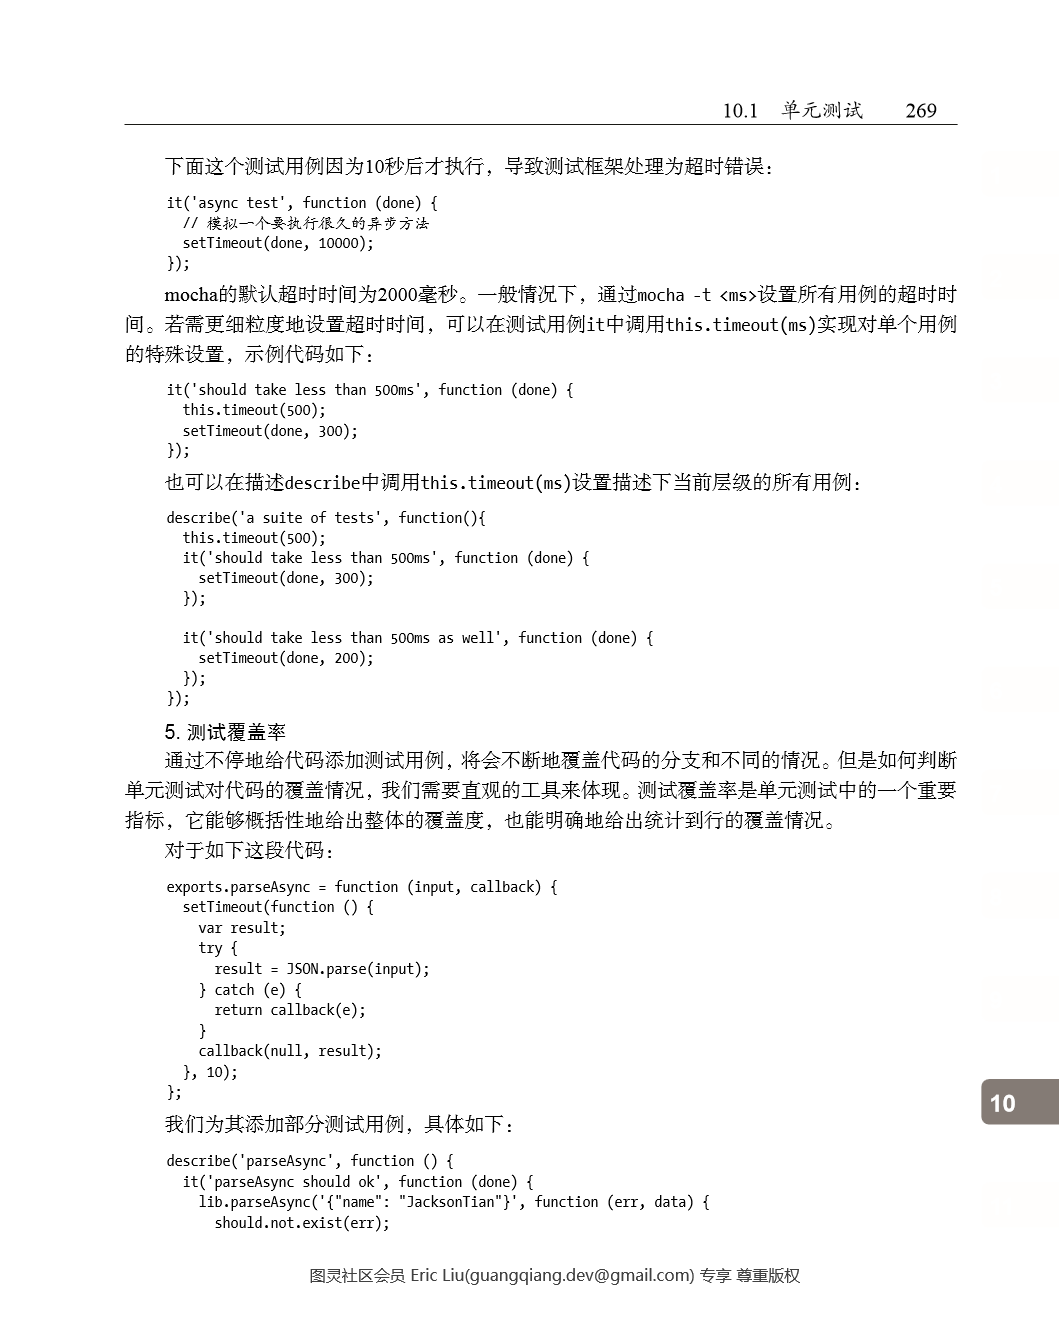 10.1 单元测试 269
下面这个测试用例因为10秒后才执行，导致测试框架处理为超时错误：
it('async test', function (done) {
  // 模拟一个要执行很久的异步方法
  setTimeout(done, 10000);
});
mocha的默认超时时间为2000毫秒。一般情况下，通过mocha -t <ms>设置所有用例的超时时
间。若需更细粒度地设置超时时间，可以在测试用例it中调用this.timeout(ms)实现对单个用例
的特殊设置，示例代码如下：
it('should take less than 500ms', function (done) {
  this.timeout(500);
  setTimeout(done, 300);
});
也可以在描述describe中调用this.timeout(ms)设置描述下当前层级的所有用例：
describe('a suite of tests', function(){
  this.timeout(500);
  it('should take less than 500ms', function (done) {
    setTimeout(done, 300);
  });

  it('should take less than 500ms as well', function (done) {
    setTimeout(done, 200);
  });
});
5. 测试覆盖率
通过不停地给代码添加测试用例，将会不断地覆盖代码的分支和不同的情况。但是如何判断
单元测试对代码的覆盖情况，我们需要直观的工具来体现。测试覆盖率是单元测试中的一个重要
指标，它能够概括性地给出整体的覆盖度，也能明确地给出统计到行的覆盖情况。
对于如下这段代码：
exports.parseAsync = function (input, callback) {
  setTimeout(function () {
    var result;
    try {
      result = JSON.parse(input);
    } catch (e) {
      return callback(e);
    }
    callback(null, result);
  }, 10);
};
10
我们为其添加部分测试用例，具体如下：
describe('parseAsync', function () {
  it('parseAsync should ok', function (done) {
    lib.parseAsync('{"name": "JacksonTian"}', function (err, data) {
      should.not.exist(err);
图灵社区会员 Eric Liu(guangqiang.dev@gmail.com) 专享 尊重版权